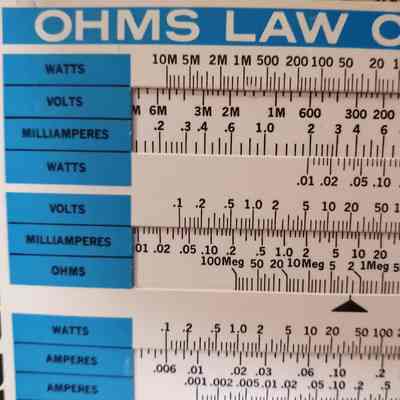 OHMS LAW C
WATTS 10M 5M 2M 1M 500 200 100 50 20
VOLTS M 6M 3M 2M 1M 600 300 200
MILLIAMPERES .2 .3 .4 .6 1.0 2 3 4 6
WATTS .01 .02 .05 .10
VOLTS .1 .2 .5 1.0 2 5 10 20 50
MILLIAMPERES 01 .02 .05 .10 .2 .5 1.0 2 5 10 20
OHMS 100Meg 50 20 10Meg 5 2 1Meg 5
WATTS .1 .2 .5 1.0 2 5 10 20 50 100 2
AMPERES .006 .01 .02 .03 .06 .10 .2
AMPERES .001 .002 .005 .01 .02 .05 .10 .2 .5